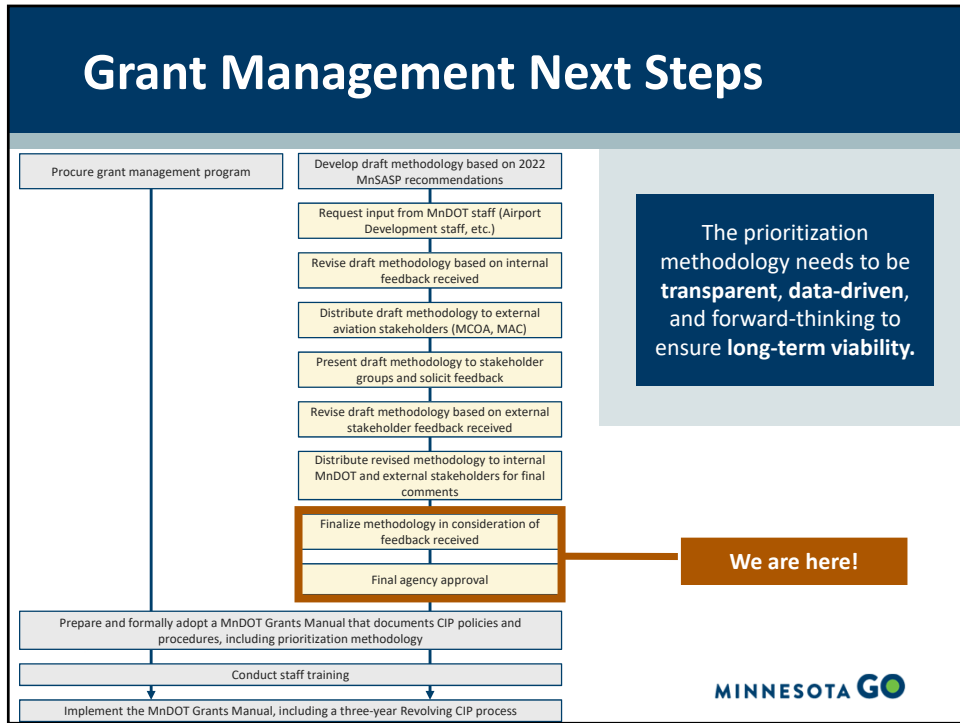 Grant Management Next Steps
Procure grant management program
Develop draft methodology based on 2022
MnSASP recommendations
Request input from MnDOT staff (Airport
Development staff, etc.)
Revise draft methodology based on internal
feedback received
Distribute draft methodology to external
aviation stakeholders (MCOA, MAC)
Present draft methodology to stakeholder
groups and solicit feedback
Revise draft methodology based on external
stakeholder feedback received
Distribute revised methodology to internal
MnDOT and external stakeholders for final
comments
Finalize methodology in consideration of
feedback received
Final agency approval
Prepare and formally adopt a MnDOT Grants Manual that documents CIP policies and
procedures, including prioritization methodology
Conduct staff training
Implement the MnDOT Grants Manual, including a three-year Revolving CIP process
The prioritization
methodology needs to be
transparent, data-driven,
and forward-thinking to
ensure long-term viability.
We are here!
MINNESOTA GO